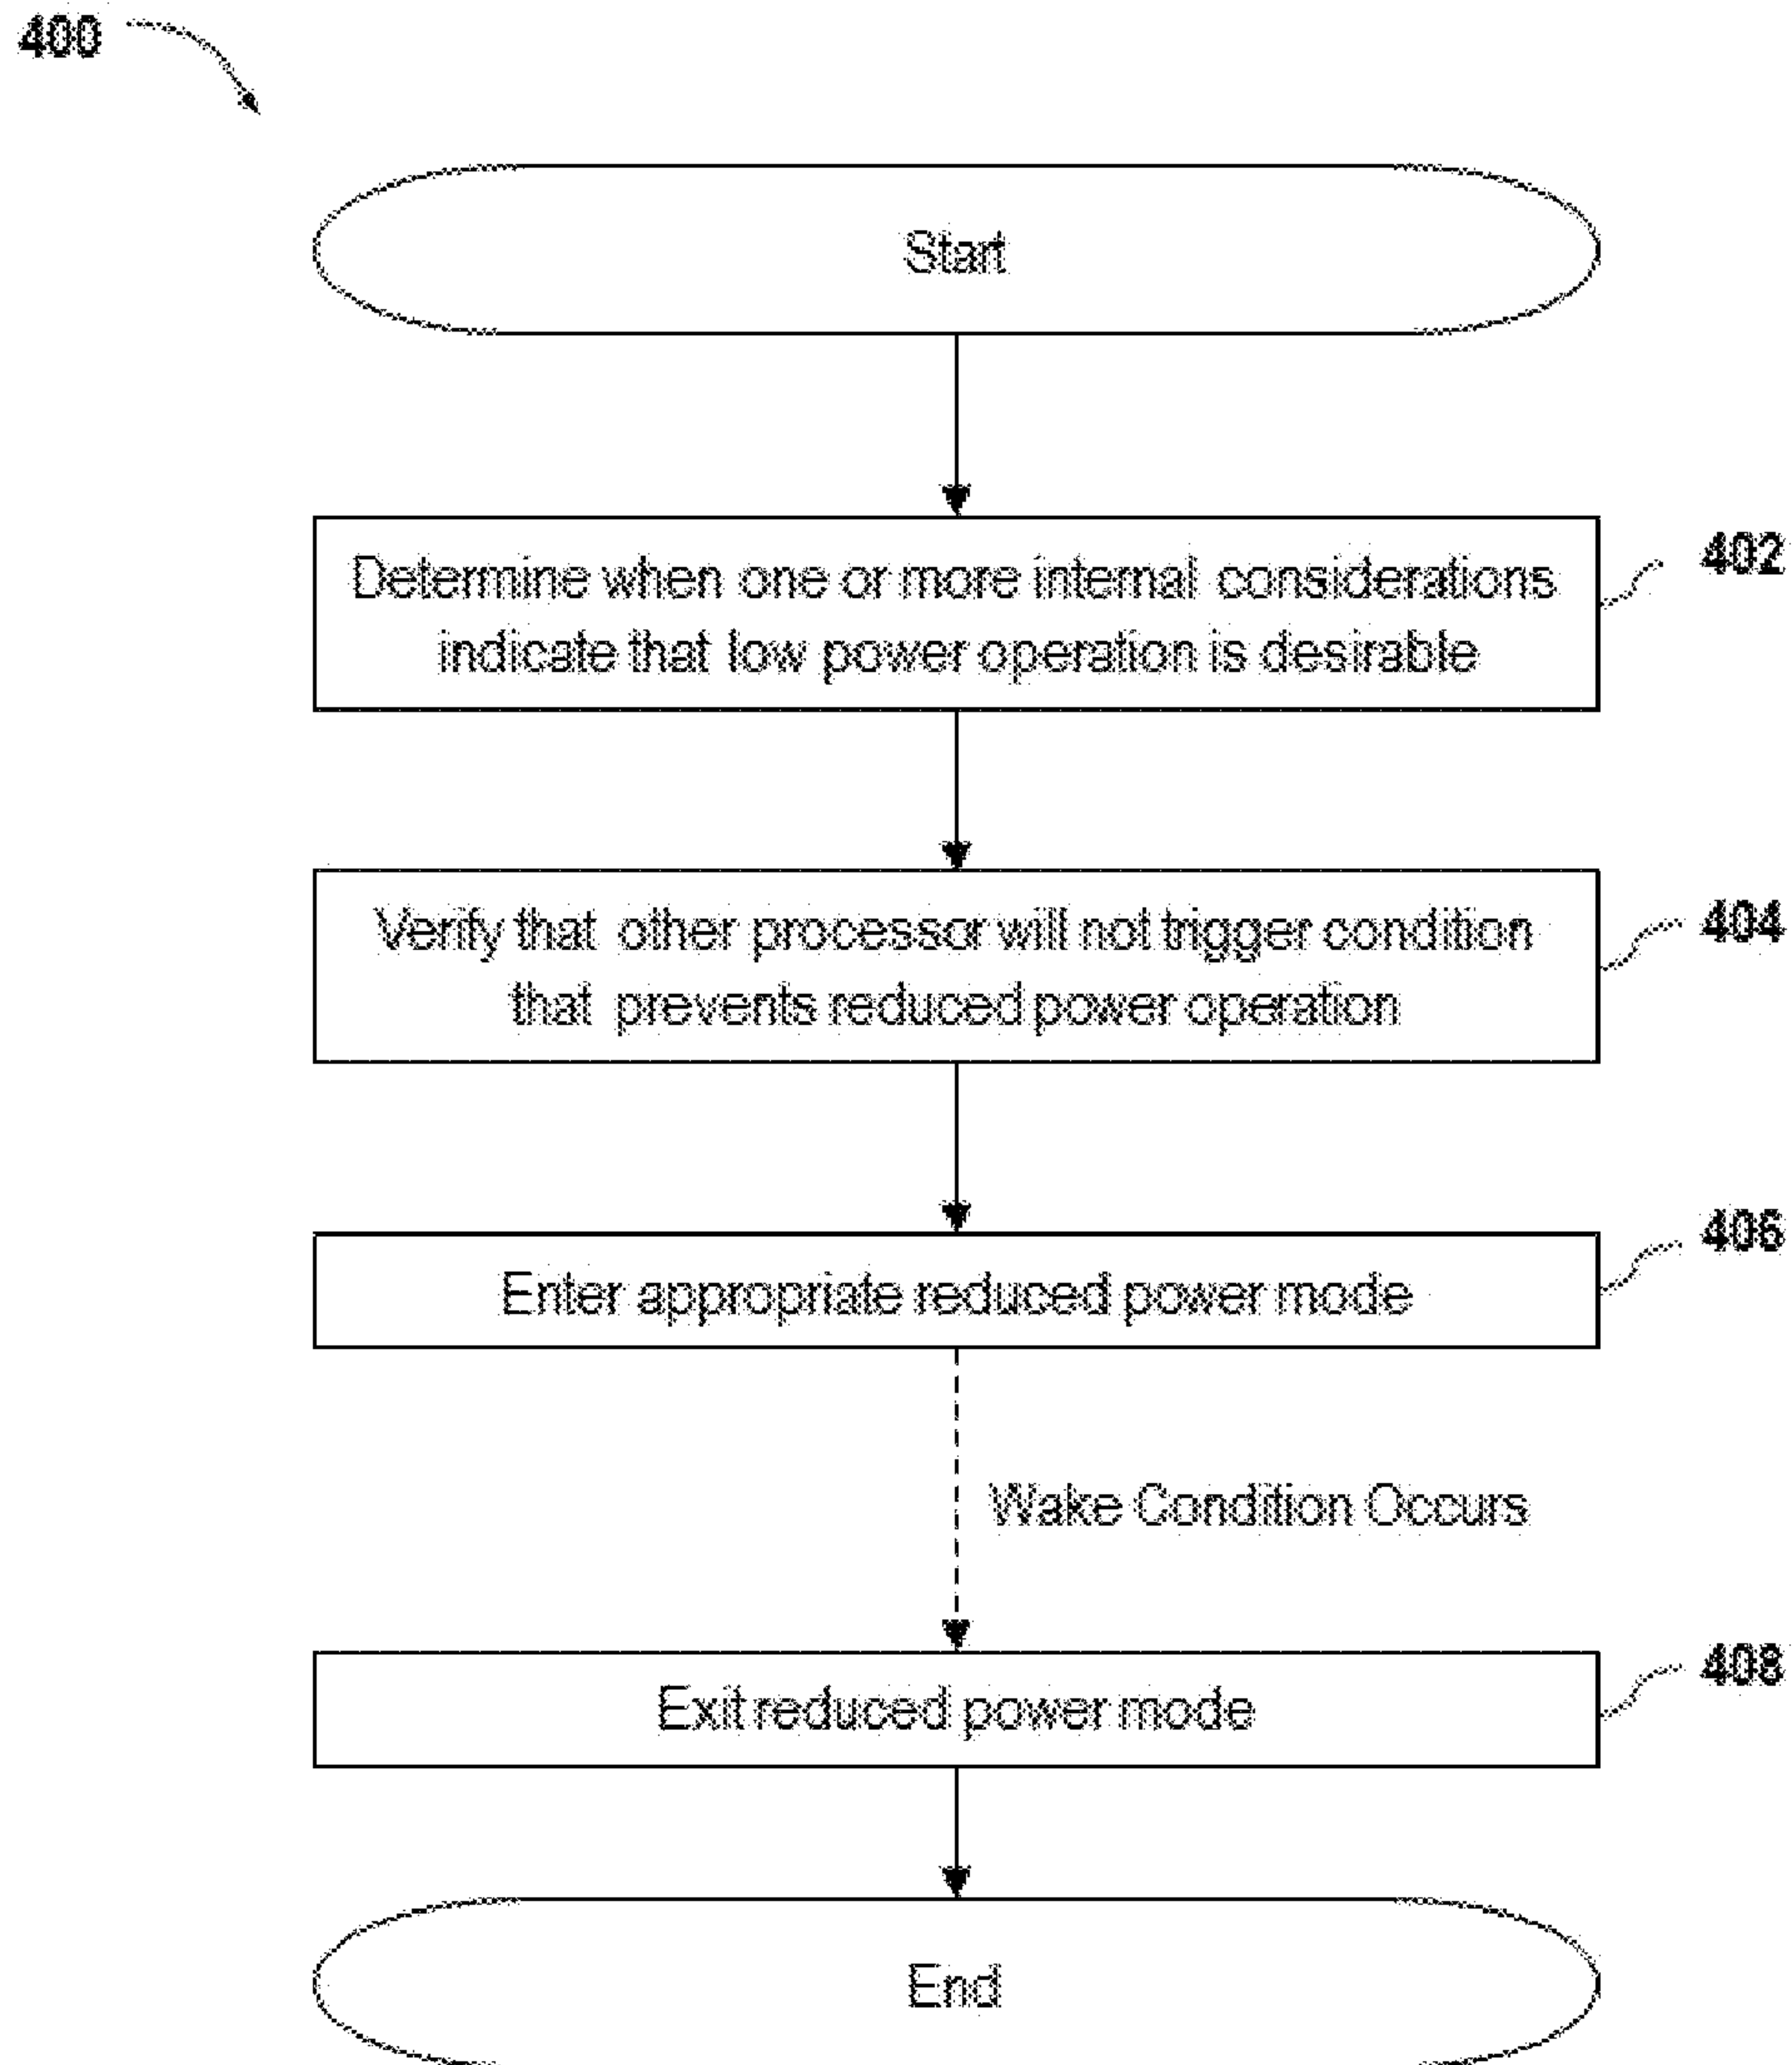 400
Start
Determine when one or more internal considerations
indicate that low power operation is desirable
402
Verify that other processor will not trigger condition
that prevents reduced power operation
404
Enter appropriate reduced power mode
406
Wake Condition Occurs
Exit reduced power mode
408
End